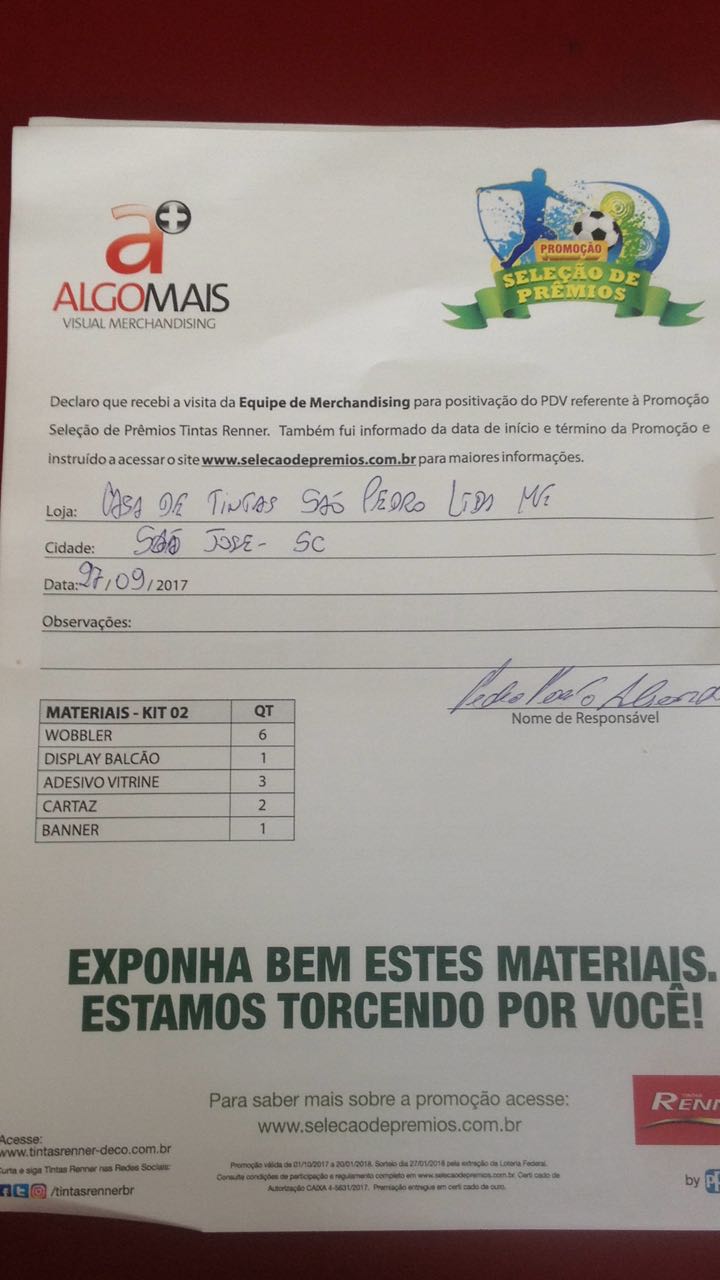 a+
ALGOMAIS
VISUAL MERCHANDISING
PROMOÇÃO
SELEÇÃO DE
PRÊMIOS
Declaro que recebi a visita da Equipe de Merchandising para positivação do PDV referente à Promoção
Seleção de Prêmios Tintas Renner. Também fui informado da data de início e término da Promoção e
instruído a acessar o site www.selecaodepremios.com.br para maiores informações.
Loja: CASA DE TINTAS SAO PEDRO LTDA ME
Cidade: SAO JOSE - SC
Data: 27/09/2017
Observações:
Pedro
Nome de Responsável
MATERIAIS - KIT 02 QT
WOBBLER 6
DISPLAY BALCÃO 1
ADESIVO VITRINE 3
CARTAZ 2
BANNER 1
EXPONHA BEM ESTES MATERIAIS.
ESTAMOS TORCENDO POR VOCÊ!
Para saber mais sobre a promoção acesse:
www.selecaodepremios.com.br
RENN
Acesse:
www.tintasrenner-deco.com.br
Curta e siga Tintas Renner nas Redes Sociais:
/tintasrennerbr
Promoção válida de 01/10/2017 a 20/01/2018. Sorteio dia 27/01/2018 pela extração da Loteria Federal.
Consulte condições de participação e regulamento completo em www.selecaodepremios.com.br. Certificado de
Autorização CAIXA 4-5631/2017. Premiação entregue em certificado de ouro.
by pp